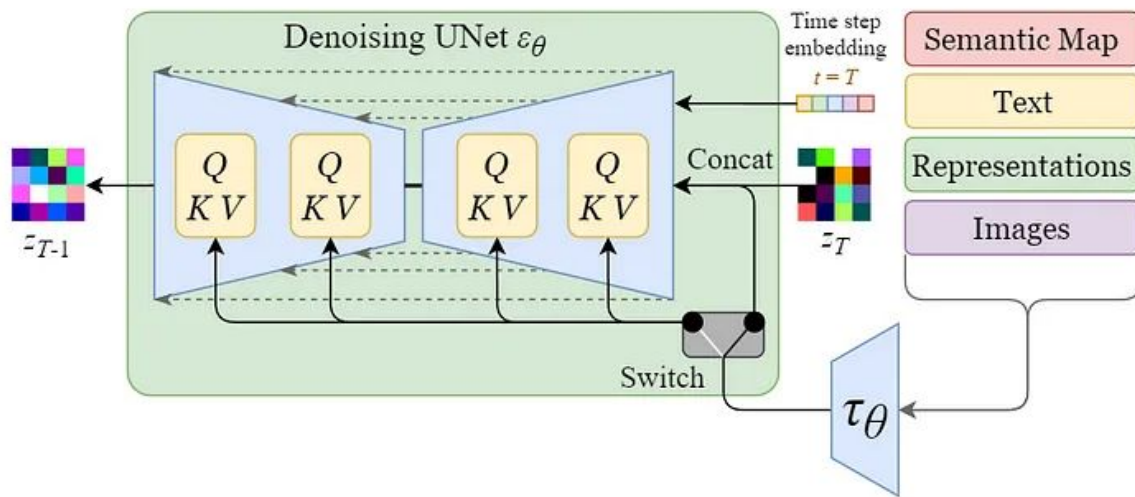 Denoising UNet εθ
Time step
embedding
t = T
Semantic Map
Text
Representations
Images
Concat
Q
K V
Q
K V
Q
K V
Q
K V
zT-1
zT
Switch
τθ